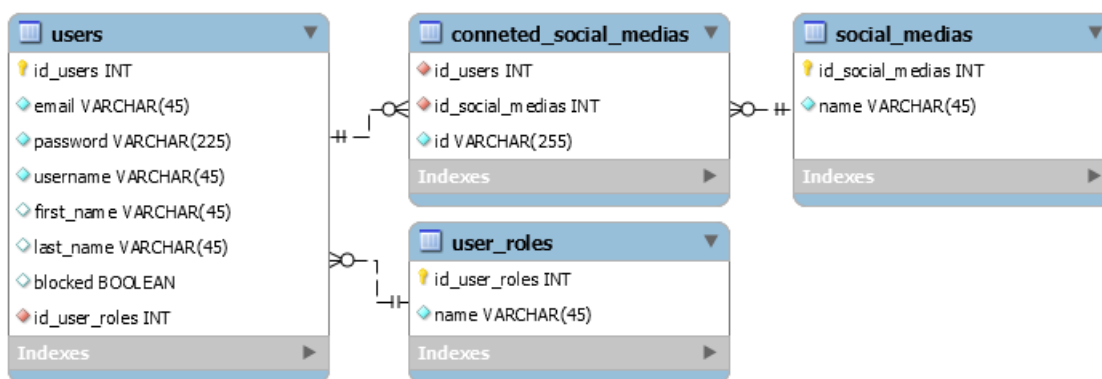 users
id_users INT
email VARCHAR(45)
password VARCHAR(225)
username VARCHAR(45)
first_name VARCHAR(45)
last_name VARCHAR(45)
blocked BOOLEAN
id_user_roles INT
Indexes
conneted_social_medias
id_users INT
id_social_medias INT
id VARCHAR(255)
Indexes
social_medias
id_social_medias INT
name VARCHAR(45)
Indexes
user_roles
id_user_roles INT
name VARCHAR(45)
Indexes